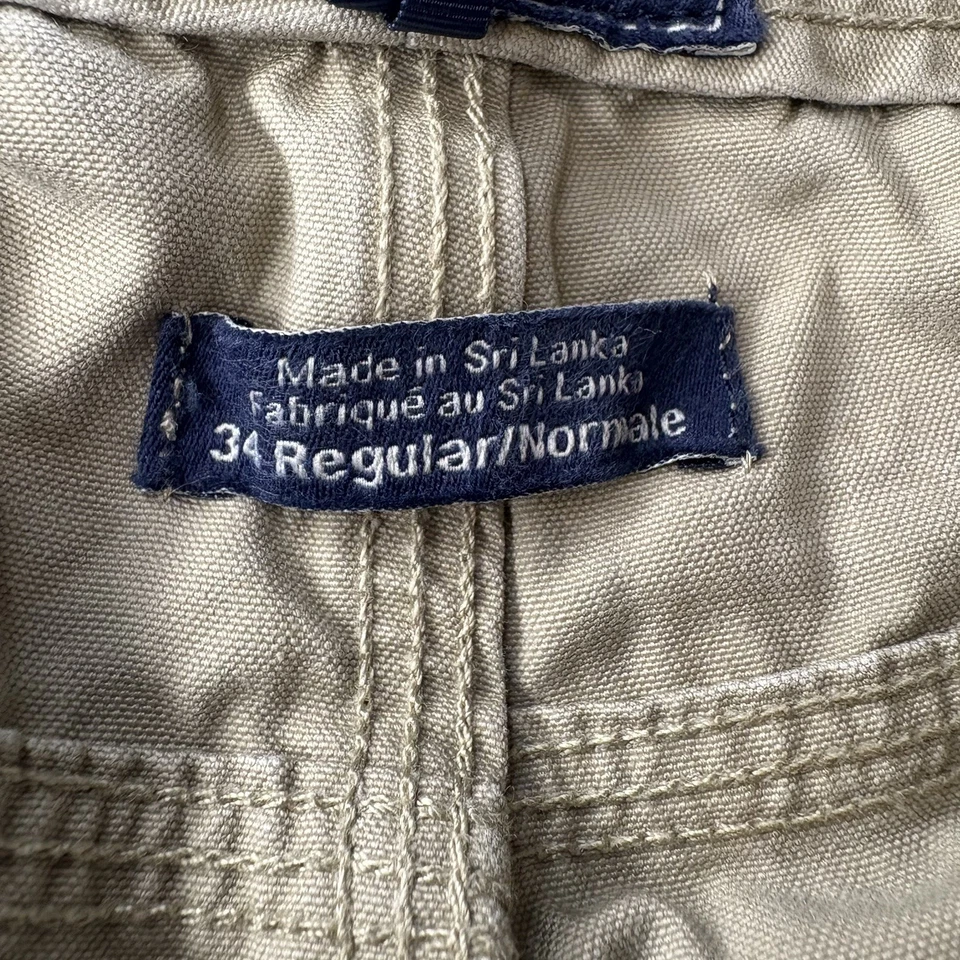 Made in Sri Lanka
Fabriqué au Sri Lanka
34 Regular/Normale